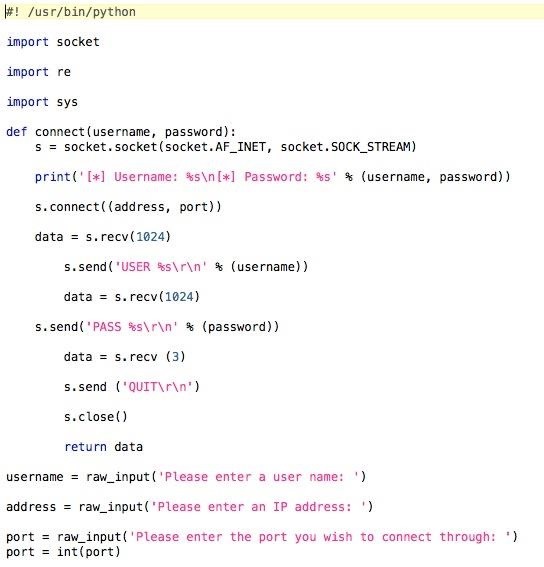 #! /usr/bin/python
import socket
import re
import sys
def connect(username, password):
    s = socket.socket(socket.AF_INET, socket.SOCK_STREAM)
    print('[*] Username: %s\n[*] Password: %s' % (username, password))
    s.connect((address, port))
    data = s.recv(1024)
        s.send('USER %s\r\n' % (username))
        data = s.recv(1024)
    s.send('PASS %s\r\n' % (password))
        data = s.recv (3)
        s.send ('QUIT\r\n')
        s.close()
        return data
username = raw_input('Please enter a user name: ')
address = raw_input('Please enter an IP address: ')
port = raw_input('Please enter the port you wish to connect through: ')
port = int(port)